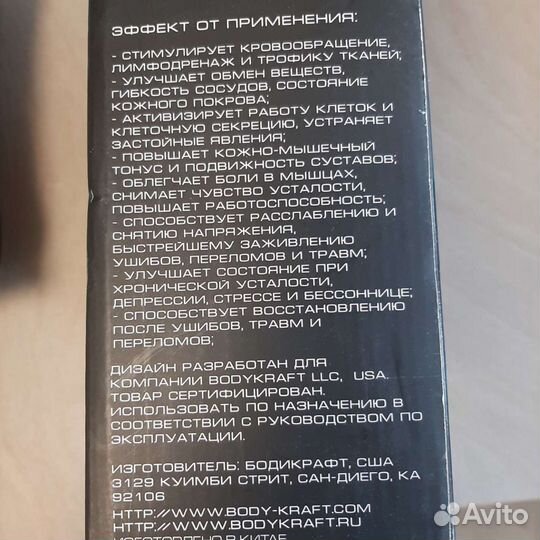 ЭФФЕКТ ОТ ПРИМЕНЕНИЯ:
- СТИМУЛИРУЕТ КРОВООБРАЩЕНИЕ,
ЛИМФОДРЕНАЖ И ТРОФИКУ ТКАНЕЙ;
- УЛУЧШАЕТ ОБМЕН ВЕЩЕСТВ,
ГИБКОСТЬ СОСУДОВ, СОСТОЯНИЕ
КОЖНОГО ПОКРОВА;
- АКТИВИЗИРУЕТ РАБОТУ КЛЕТОК И
КЛЕТОЧНУЮ СЕКРЕЦИЮ, УСТРАНЯЕТ
ЗАСТОЙНЫЕ ЯВЛЕНИЯ;
- ПОВЫШАЕТ КОЖНО-МЫШЕЧНЫЙ
ТОНУС И ПОДВИЖНОСТЬ СУСТАВОВ;
- ОБЛЕГЧАЕТ БОЛИ В МЫШЦАХ,
СНИМАЕТ ЧУВСТВО УСТАЛОСТИ,
ПОВЫШАЕТ РАБОТОСПОСОБНОСТЬ;
- СПОСОБСТВУЕТ РАССЛАБЛЕНИЮ И
СНЯТИЮ НАПРЯЖЕНИЯ,
БЫСТРЕЙШЕМУ ЗАЖИВЛЕНИЮ
УШИБОВ, ПЕРЕЛОМОВ И ТРАВМ;
- УЛУЧШАЕТ СОСТОЯНИЕ ПРИ
ХРОНИЧЕСКОЙ УСТАЛОСТИ,
ДЕПРЕССИИ, СТРЕССЕ И БЕССОННИЦЕ;
- СПОСОБСТВУЕТ ВОССТАНОВЛЕНИЮ
ПОСЛЕ УШИБОВ, ТРАВМ И
ПЕРЕЛОМОВ;
ДИЗАЙН РАЗРАБОТАН ДЛЯ
КОМПАНИИ BODYKRAFT LLC, USA.
ТОВАР СЕРТИФИЦИРОВАН.
ИСПОЛЬЗОВАТЬ ПО НАЗНАЧЕНИЮ В
СООТВЕТСТВИИ С РУКОВОДСТВОМ ПО
ЭКСПЛУАТАЦИИ.
ИЗГОТОВИТЕЛЬ: БОДИКРАФТ, США
3129 КУИМБИ СТРИТ, САН-ДИЕГО, КА
92106
HTTP://WWW.BODY-KRAFT.COM
HTTP://WWW.BODYKRAFT.RU
ИЗГОТОВЛЕНО В КИТАЕ
Avito